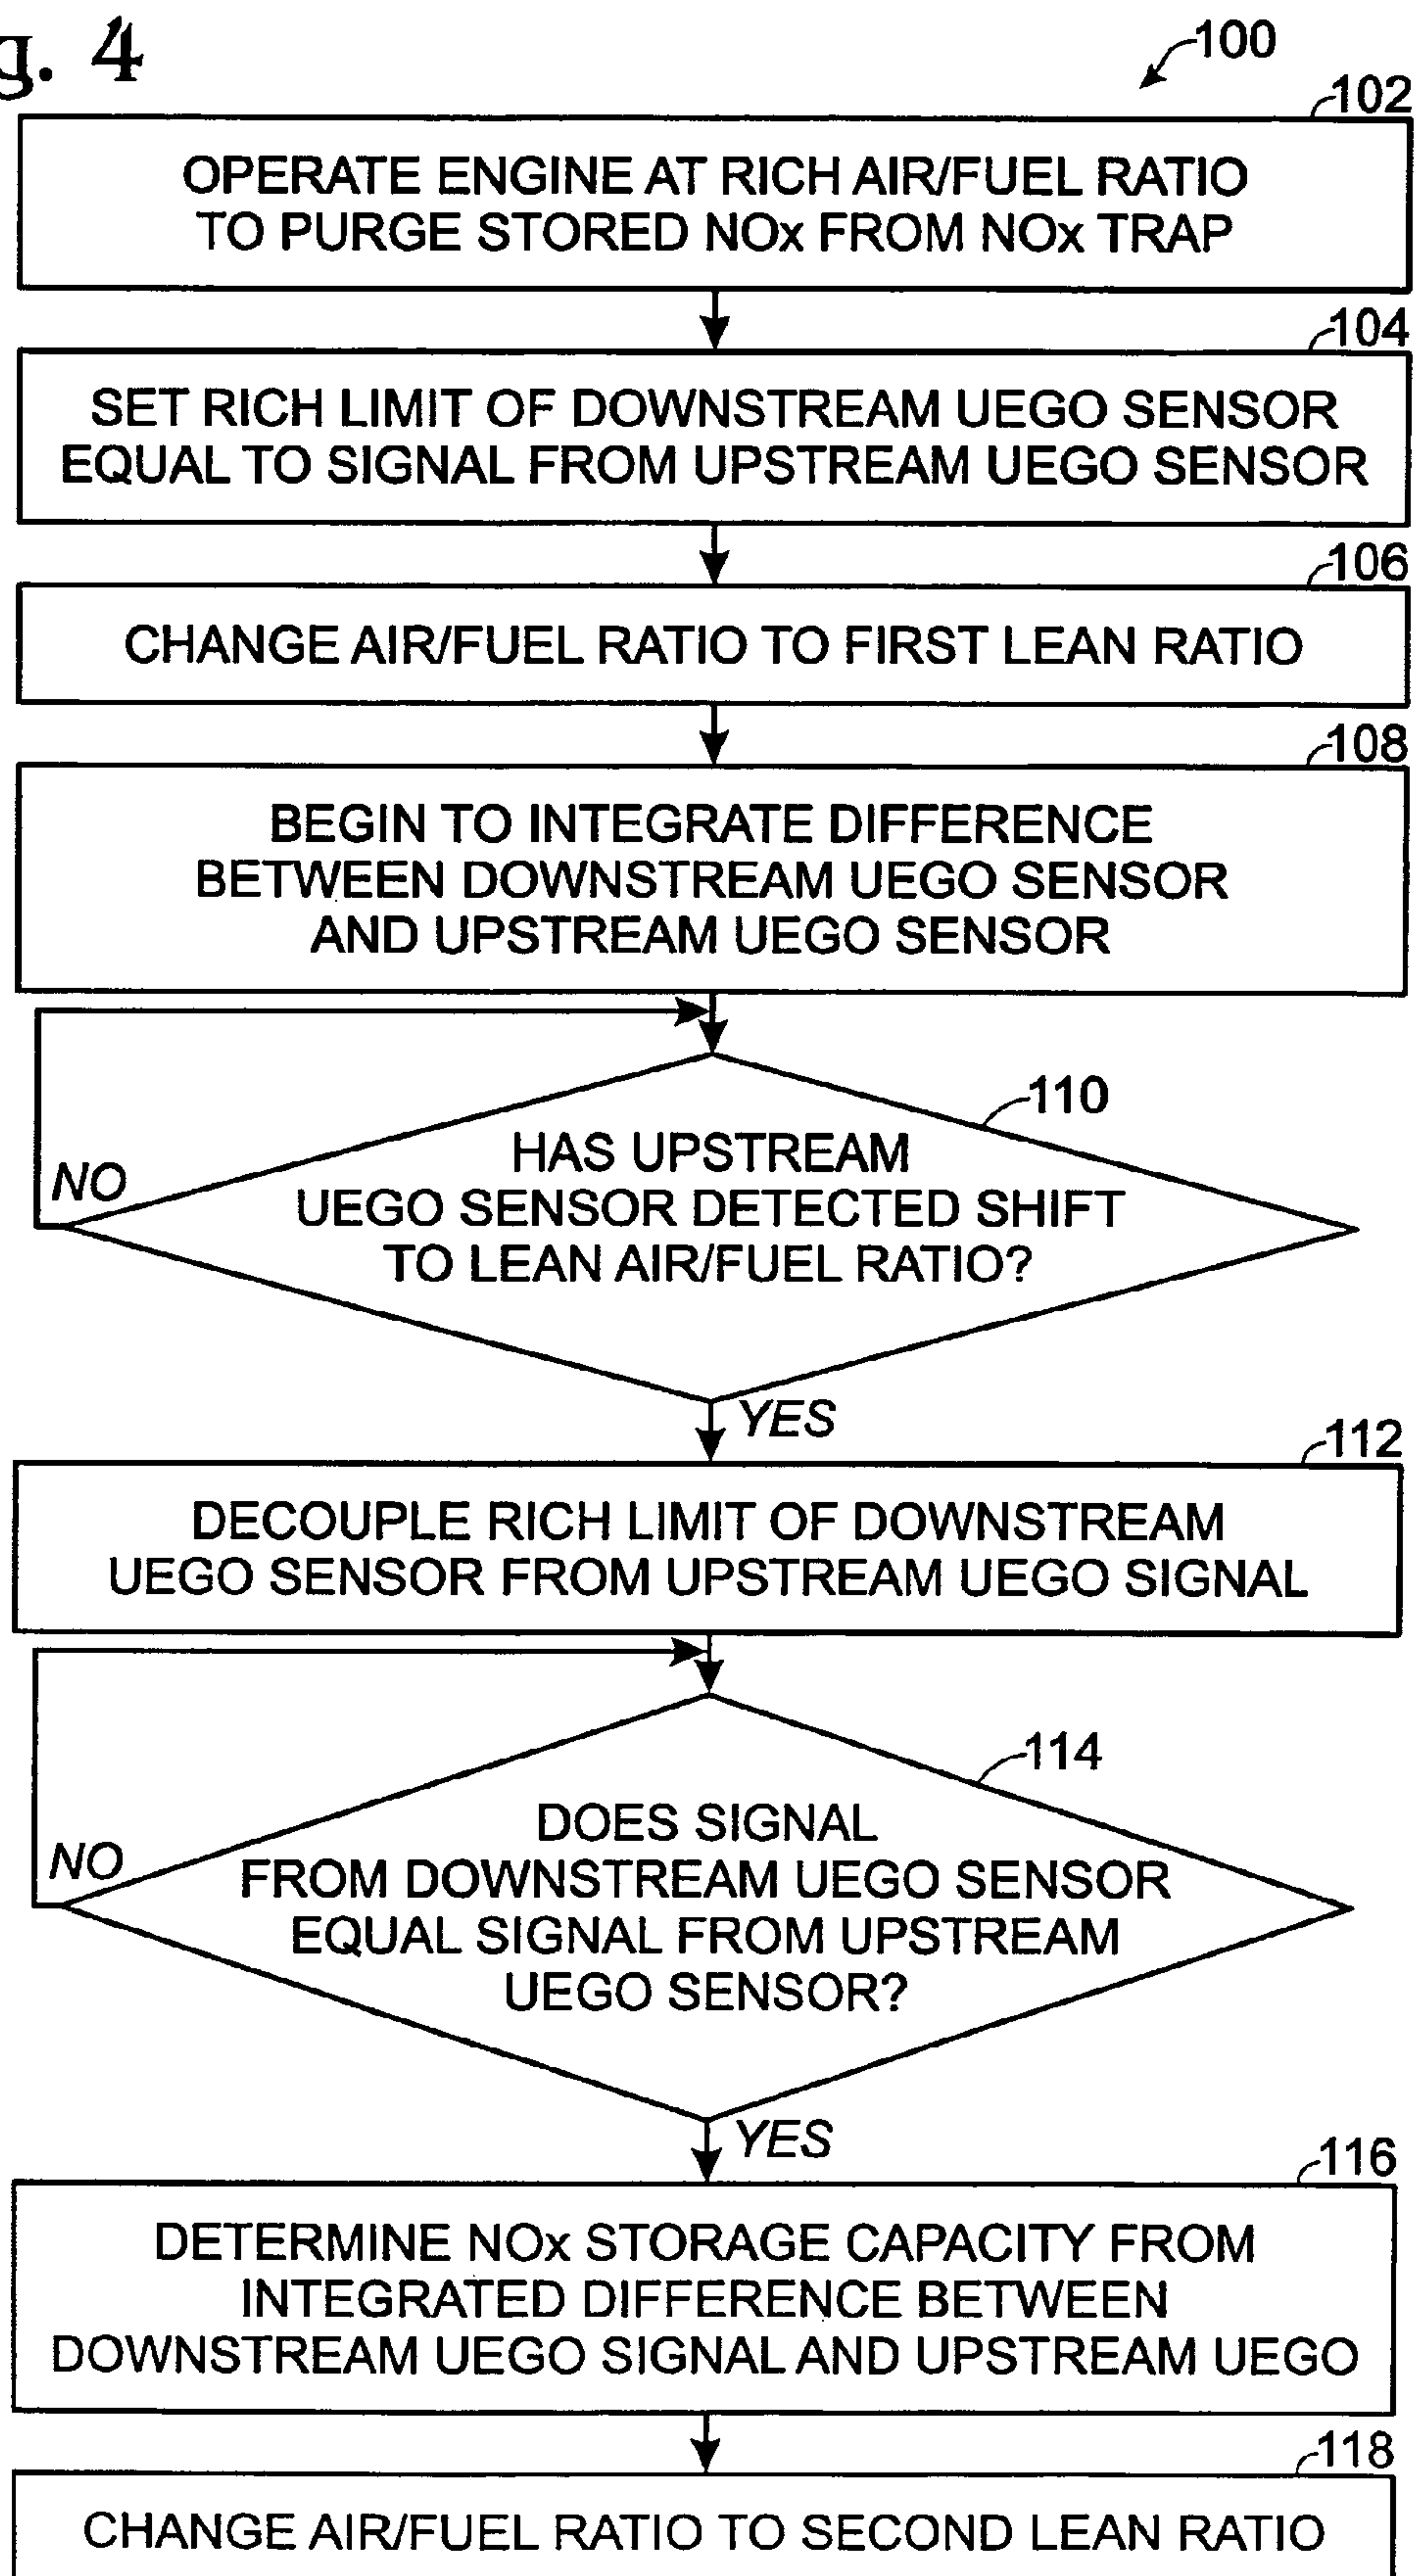 g. 4
100
102
OPERATE ENGINE AT RICH AIR/FUEL RATIO
TO PURGE STORED NOx FROM NOx TRAP
104
SET RICH LIMIT OF DOWNSTREAM UEGO SENSOR
EQUAL TO SIGNAL FROM UPSTREAM UEGO SENSOR
106
CHANGE AIR/FUEL RATIO TO FIRST LEAN RATIO
108
BEGIN TO INTEGRATE DIFFERENCE
BETWEEN DOWNSTREAM UEGO SENSOR
AND UPSTREAM UEGO SENSOR
110
HAS UPSTREAM
UEGO SENSOR DETECTED SHIFT
TO LEAN AIR/FUEL RATIO?
NO
YES
112
DECOUPLE RICH LIMIT OF DOWNSTREAM
UEGO SENSOR FROM UPSTREAM UEGO SIGNAL
114
DOES SIGNAL
FROM DOWNSTREAM UEGO SENSOR
EQUAL SIGNAL FROM UPSTREAM
UEGO SENSOR?
NO
YES
116
DETERMINE NOx STORAGE CAPACITY FROM
INTEGRATED DIFFERENCE BETWEEN
DOWNSTREAM UEGO SIGNAL AND UPSTREAM UEGO
118
CHANGE AIR/FUEL RATIO TO SECOND LEAN RATIO